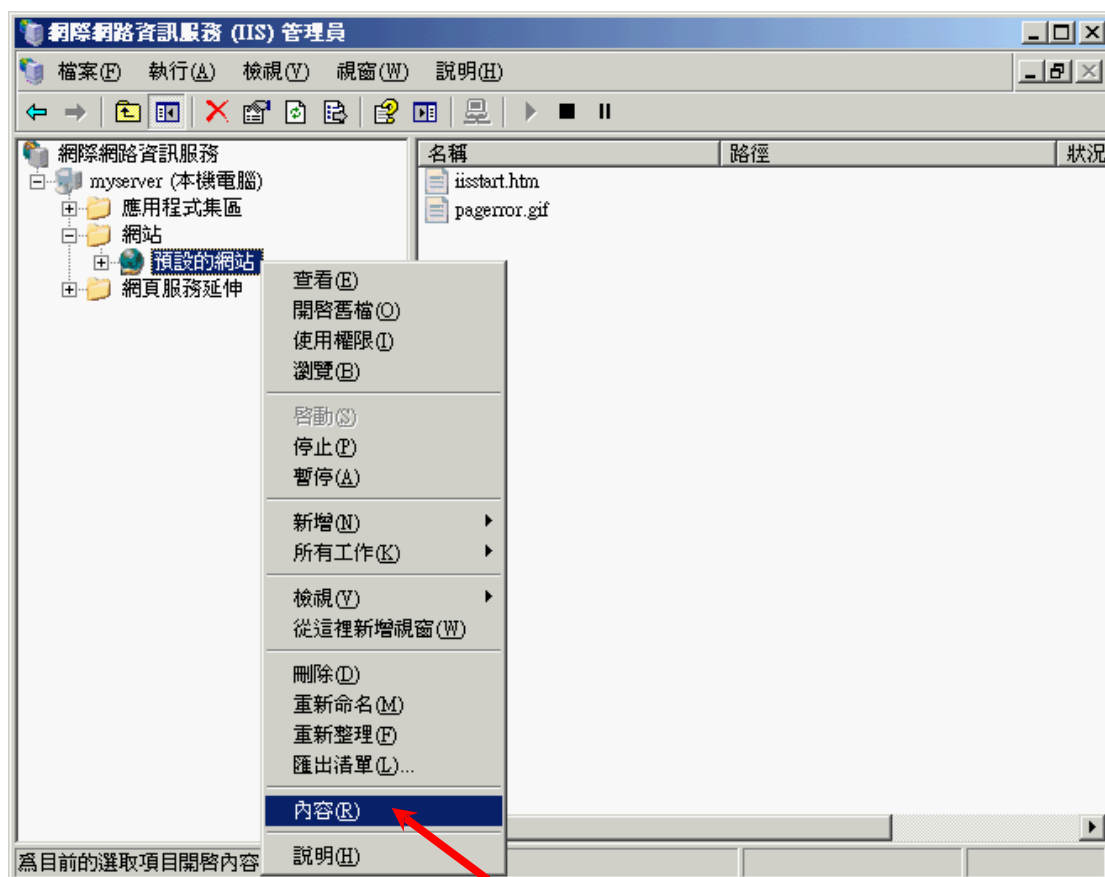 網際網路資訊服務 (IIS) 管理員
檔案(F) 執行(A) 檢視(V) 視窗(W) 說明(H)
網際網路資訊服務
myserver (本機電腦)
應用程式集區
網站
預設的網站
網頁服務延伸
名稱 路徑 狀況
iisstart.htm
pagerror.gif
查看(E)
開啓舊檔(O)
使用權限(I)
瀏覽(B)
啓動(S)
停止(P)
暫停(A)
新增(N)
所有工作(K)
檢視(V)
從這裡新增視窗(W)
刪除(D)
重新命名(M)
重新整理(F)
匯出清單(L)...
內容(R)
說明(H)
爲目前的選取項目開啓內容